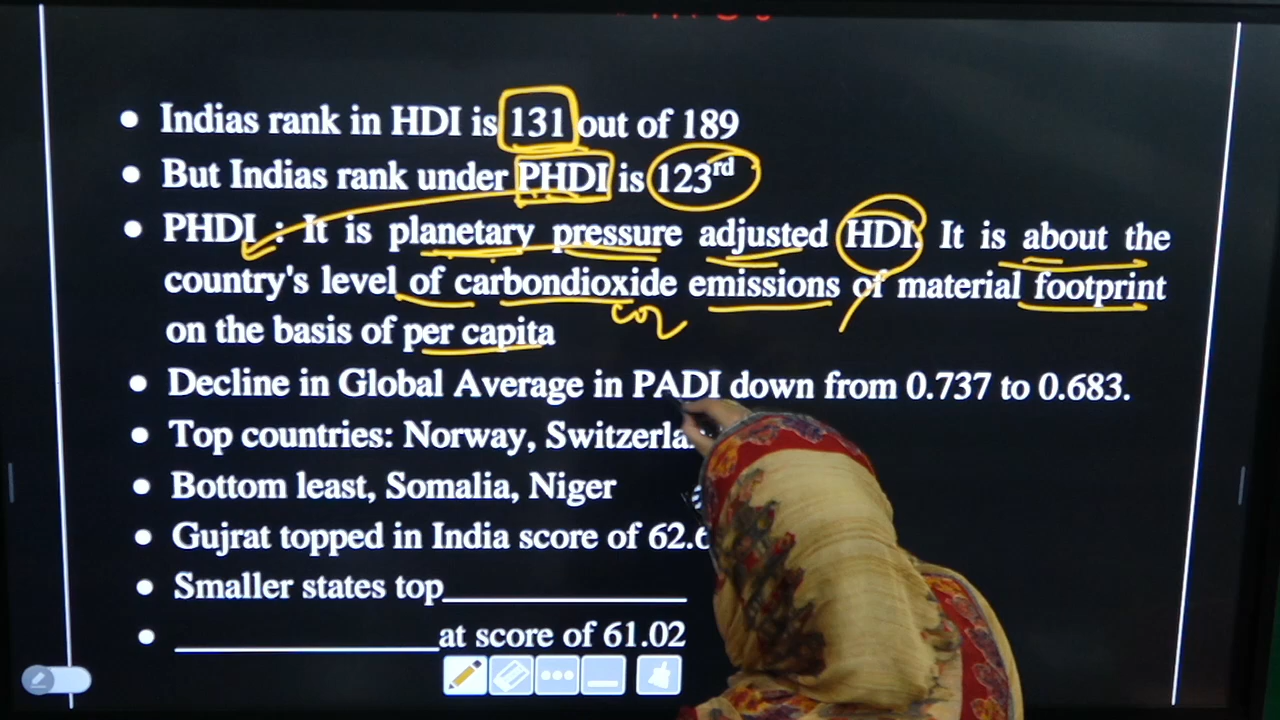 Indias rank in HDI is 131 out of 189
But Indias rank under PHDI is 123rd
PHDI : It is planetary pressure adjusted HDI. It is about the
country's level of carbondioxide emissions of material footprint
CO2
on the basis of per capita
Decline in Global Average in PADI down from 0.737 to 0.683.
Top countries: Norway,
Bottom least, Somalia, Niger
Gujrat topped in India score of
Smaller states top
at score of 61.02